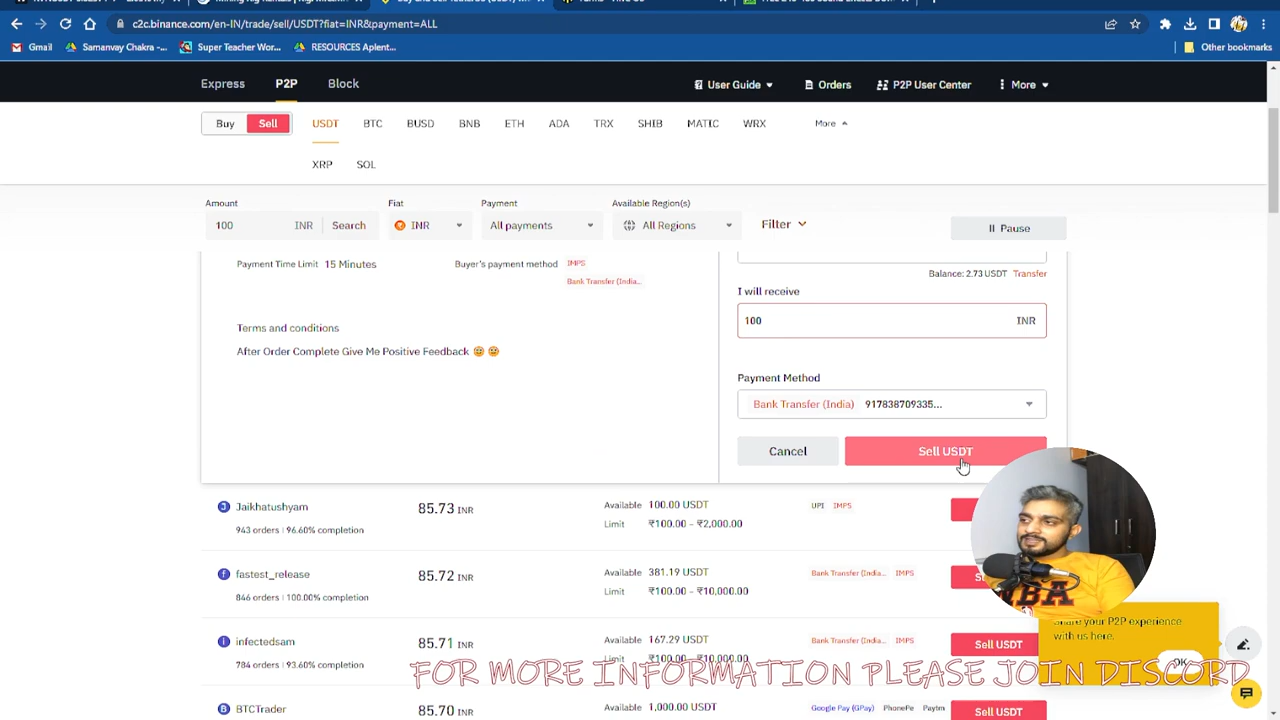 c2c.binance.com/en-IN/trade/sell/USDT?fiat=INR&payment=ALL
Gmail Samanvay Chakra -... Super Teacher Wor... RESOURCES Aplent... Other bookmarks
Express P2P Block User Guide Orders P2P User Center More
Buy Sell USDT BTC BUSD BNB ETH ADA TRX SHIB MATIC WRX More
XRP SOL
Amount Fiat Payment Available Region(s)
100 INR Search INR All payments All Regions Filter Pause
Payment Time Limit 15 Minutes Buyer's payment method IMPS
Bank Transfer (India...
Balance: 2.73 USDT Transfer
I will receive
100 INR
Terms and conditions
After Order Complete Give Me Positive Feedback
Payment Method
Bank Transfer (India) 917838709335...
Cancel Sell USDT
J Jaikhatushyam 85.73 INR Available 100.00 USDT UPI IMPS
943 orders | 96.60% completion Limit ₹100.00 - ₹2,000.00
f fastest_release 85.72 INR Available 381.19 USDT Bank Transfer (India... IMPS
846 orders | 100.00% completion Limit ₹100.00 - ₹10,000.00
i infectedsam 85.71 INR Available 167.29 USDT Bank Transfer (India... IMPS Sell USDT
784 orders | 93.60% completion Limit ₹100.00 - ₹10,000.00
Share your P2P experience
with us here.
OK
FOR MORE INFORMATION PLEASE JOIN DISCORD
BTCTrader 85.70 INR Available 1,000.00 USDT Google Pay (GPay) PhonePe Paytm Sell USDT